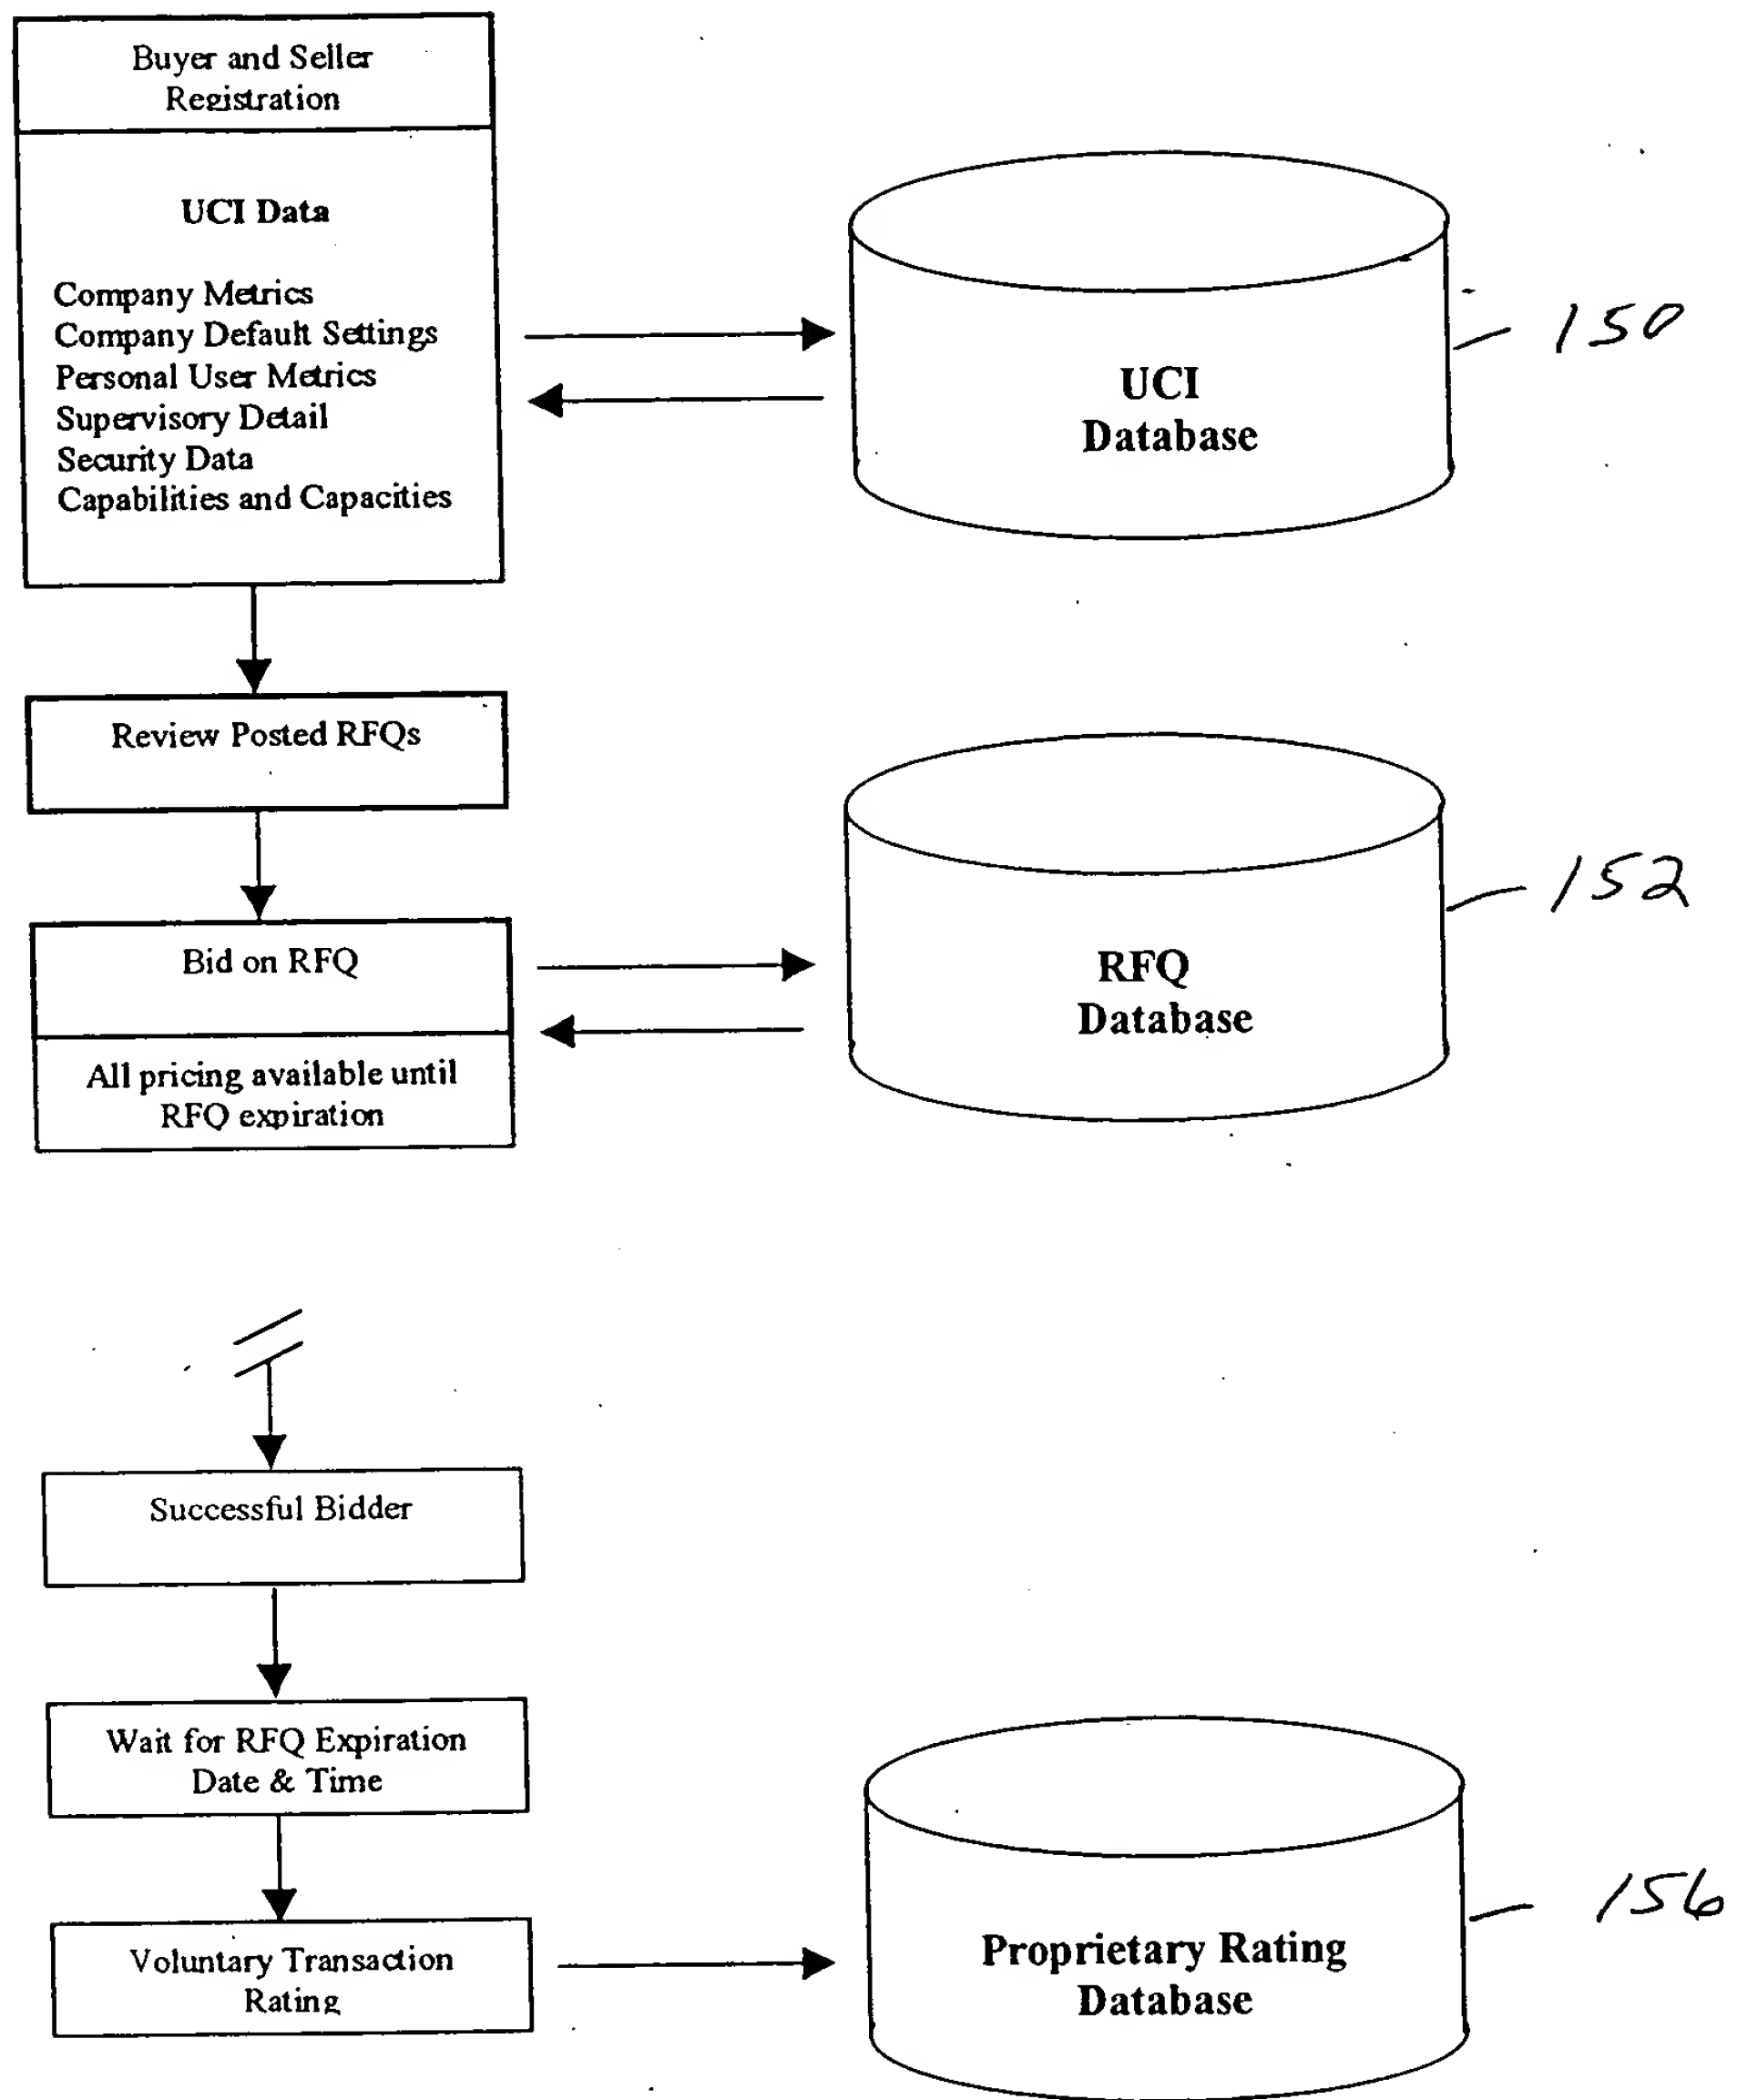 Buyer and Seller
Registration
UCI Data
Company Metrics
Company Default Settings
Personal User Metrics
Supervisory Detail
Security Data
Capabilities and Capacities
UCI
Database
150
Review Posted RFQs
Bid on RFQ
All pricing available until
RFQ expiration
RFQ
Database
152
Successful Bidder
Wait for RFQ Expiration
Date & Time
Voluntary Transaction
Rating
Proprietary Rating
Database
156